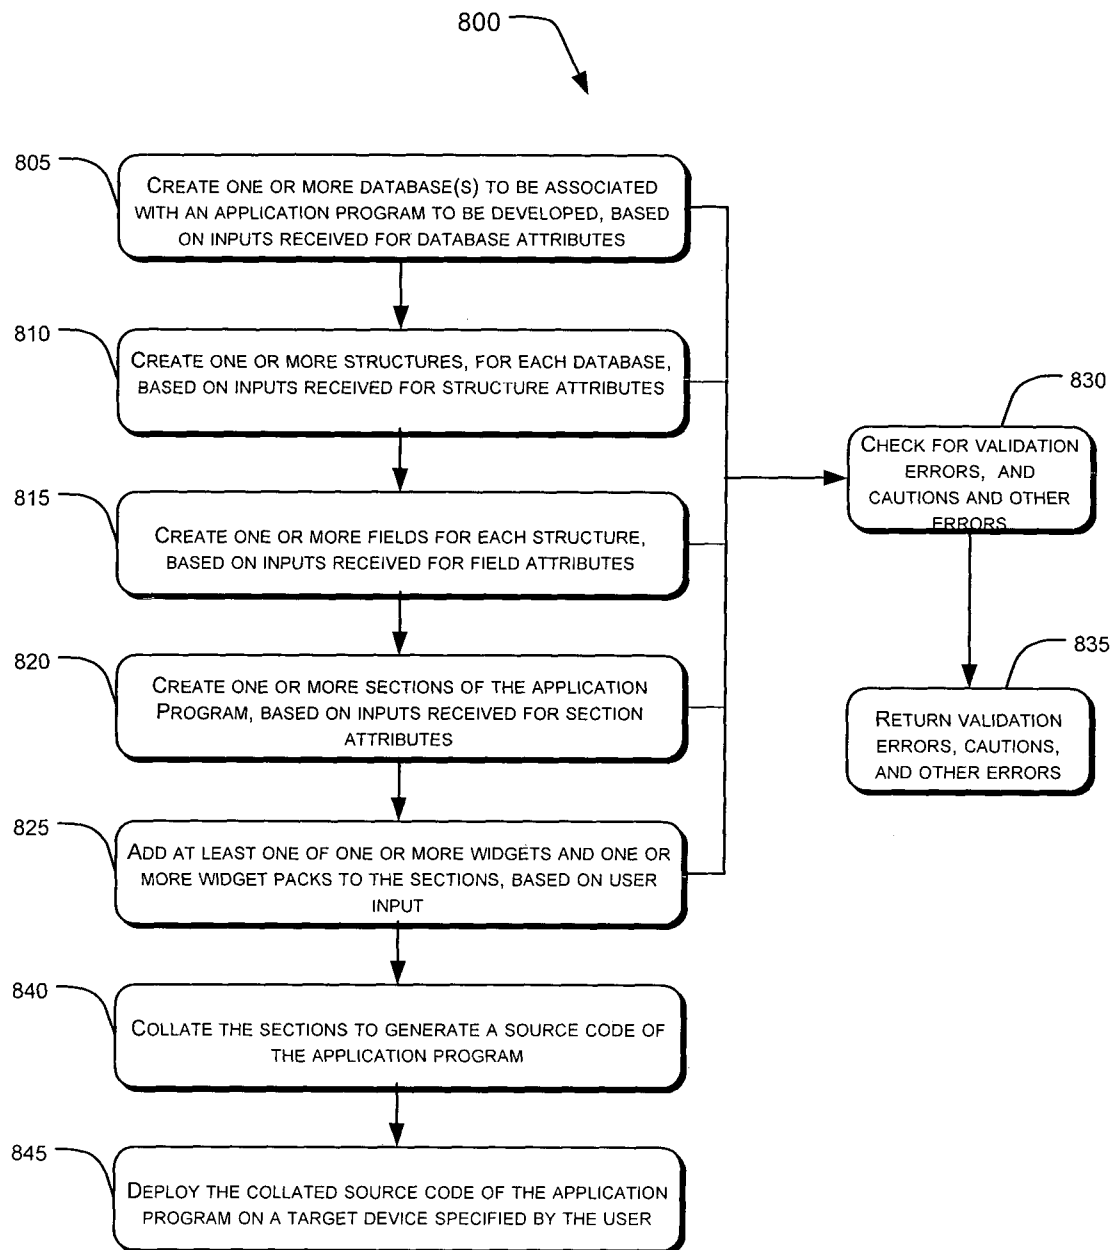 800
805
CREATE ONE OR MORE DATABASE(S) TO BE ASSOCIATED
WITH AN APPLICATION PROGRAM TO BE DEVELOPED, BASED
ON INPUTS RECEIVED FOR DATABASE ATTRIBUTES
810
CREATE ONE OR MORE STRUCTURES, FOR EACH DATABASE,
BASED ON INPUTS RECEIVED FOR STRUCTURE ATTRIBUTES
815
CREATE ONE OR MORE FIELDS FOR EACH STRUCTURE,
BASED ON INPUTS RECEIVED FOR FIELD ATTRIBUTES
820
CREATE ONE OR MORE SECTIONS OF THE APPLICATION
PROGRAM, BASED ON INPUTS RECEIVED FOR SECTION
ATTRIBUTES
825
ADD AT LEAST ONE OF ONE OR MORE WIDGETS AND ONE OR
MORE WIDGET PACKS TO THE SECTIONS, BASED ON USER
INPUT
830
CHECK FOR VALIDATION
ERRORS, AND
CAUTIONS AND OTHER
ERRORS
835
RETURN VALIDATION
ERRORS, CAUTIONS,
AND OTHER ERRORS
840
COLLATE THE SECTIONS TO GENERATE A SOURCE CODE OF
THE APPLICATION PROGRAM
845
DEPLOY THE COLLATED SOURCE CODE OF THE APPLICATION
PROGRAM ON A TARGET DEVICE SPECIFIED BY THE USER